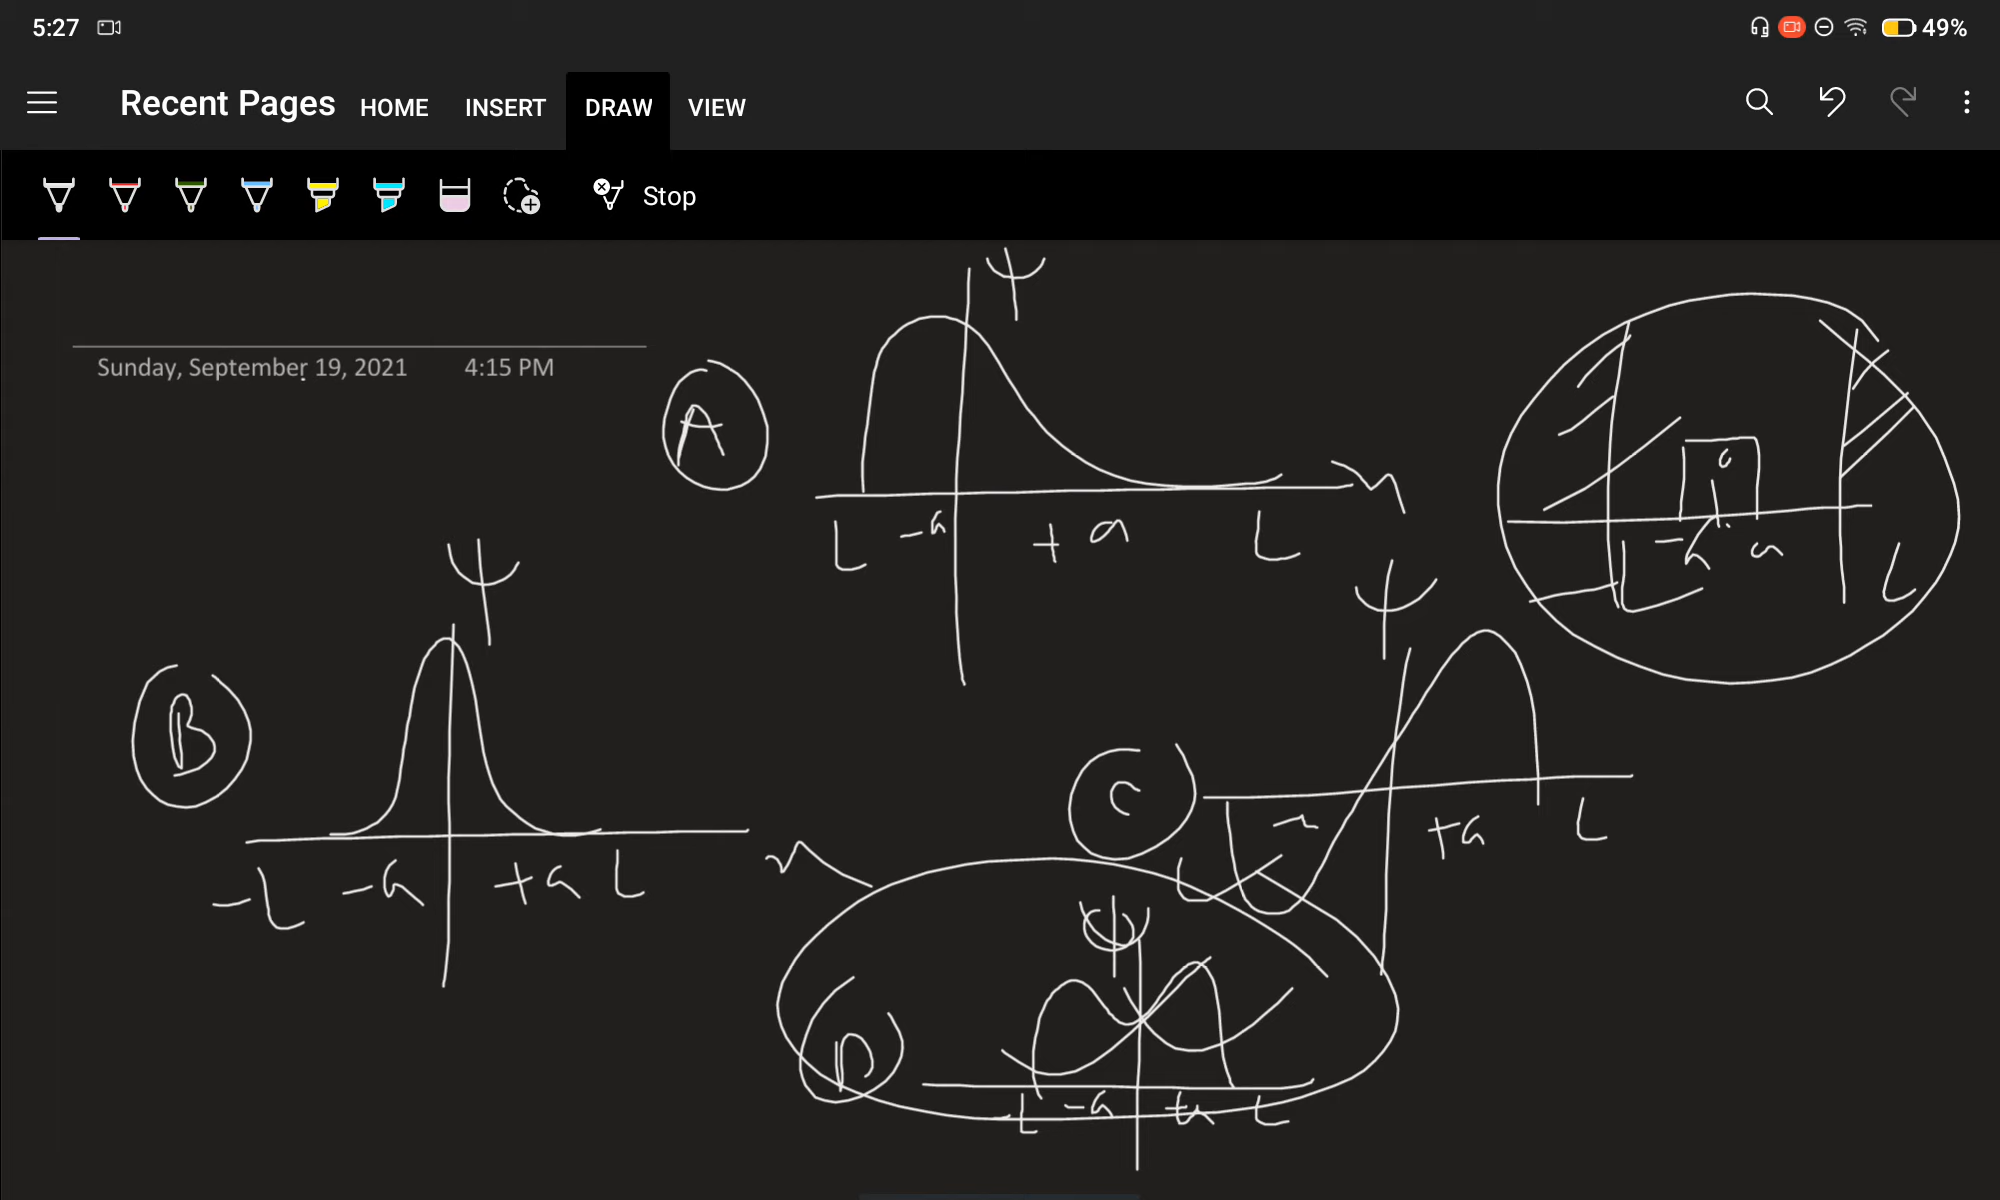 5:27 49%
Recent Pages HOME INSERT DRAW VIEW
Stop
Sunday, September 19, 2021 4:15 PM
ψ
A
L -a + a L
ψ
-a a L
L
ψ
B
-L -a +a L
C
+a L
L
ψ
D
L -a +a L